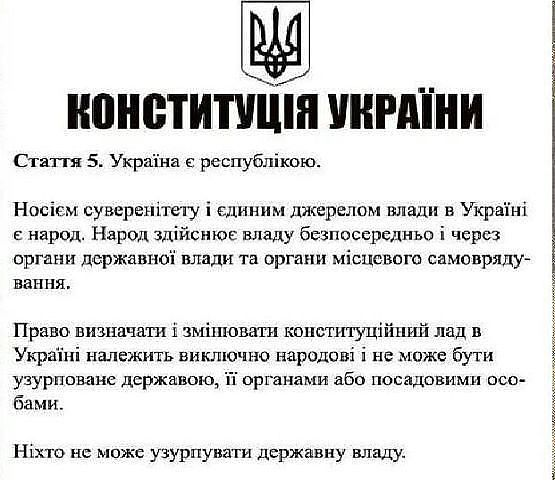 КОНСТИТУЦІЯ УКРАЇНИ
Стаття 5. Україна є республікою.
Носієм суверенітету і єдиним джерелом влади в Україні
є народ. Народ здійснює владу безпосередньо і через
органи державної влади та органи місцевого самовряду-
вання.
Право визначати і змінювати конституційний лад в
Україні належить виключно народові і не може бути
узурповане державою, її органами або посадовими осо-
бами.
Ніхто не може узурпувати державну владу.